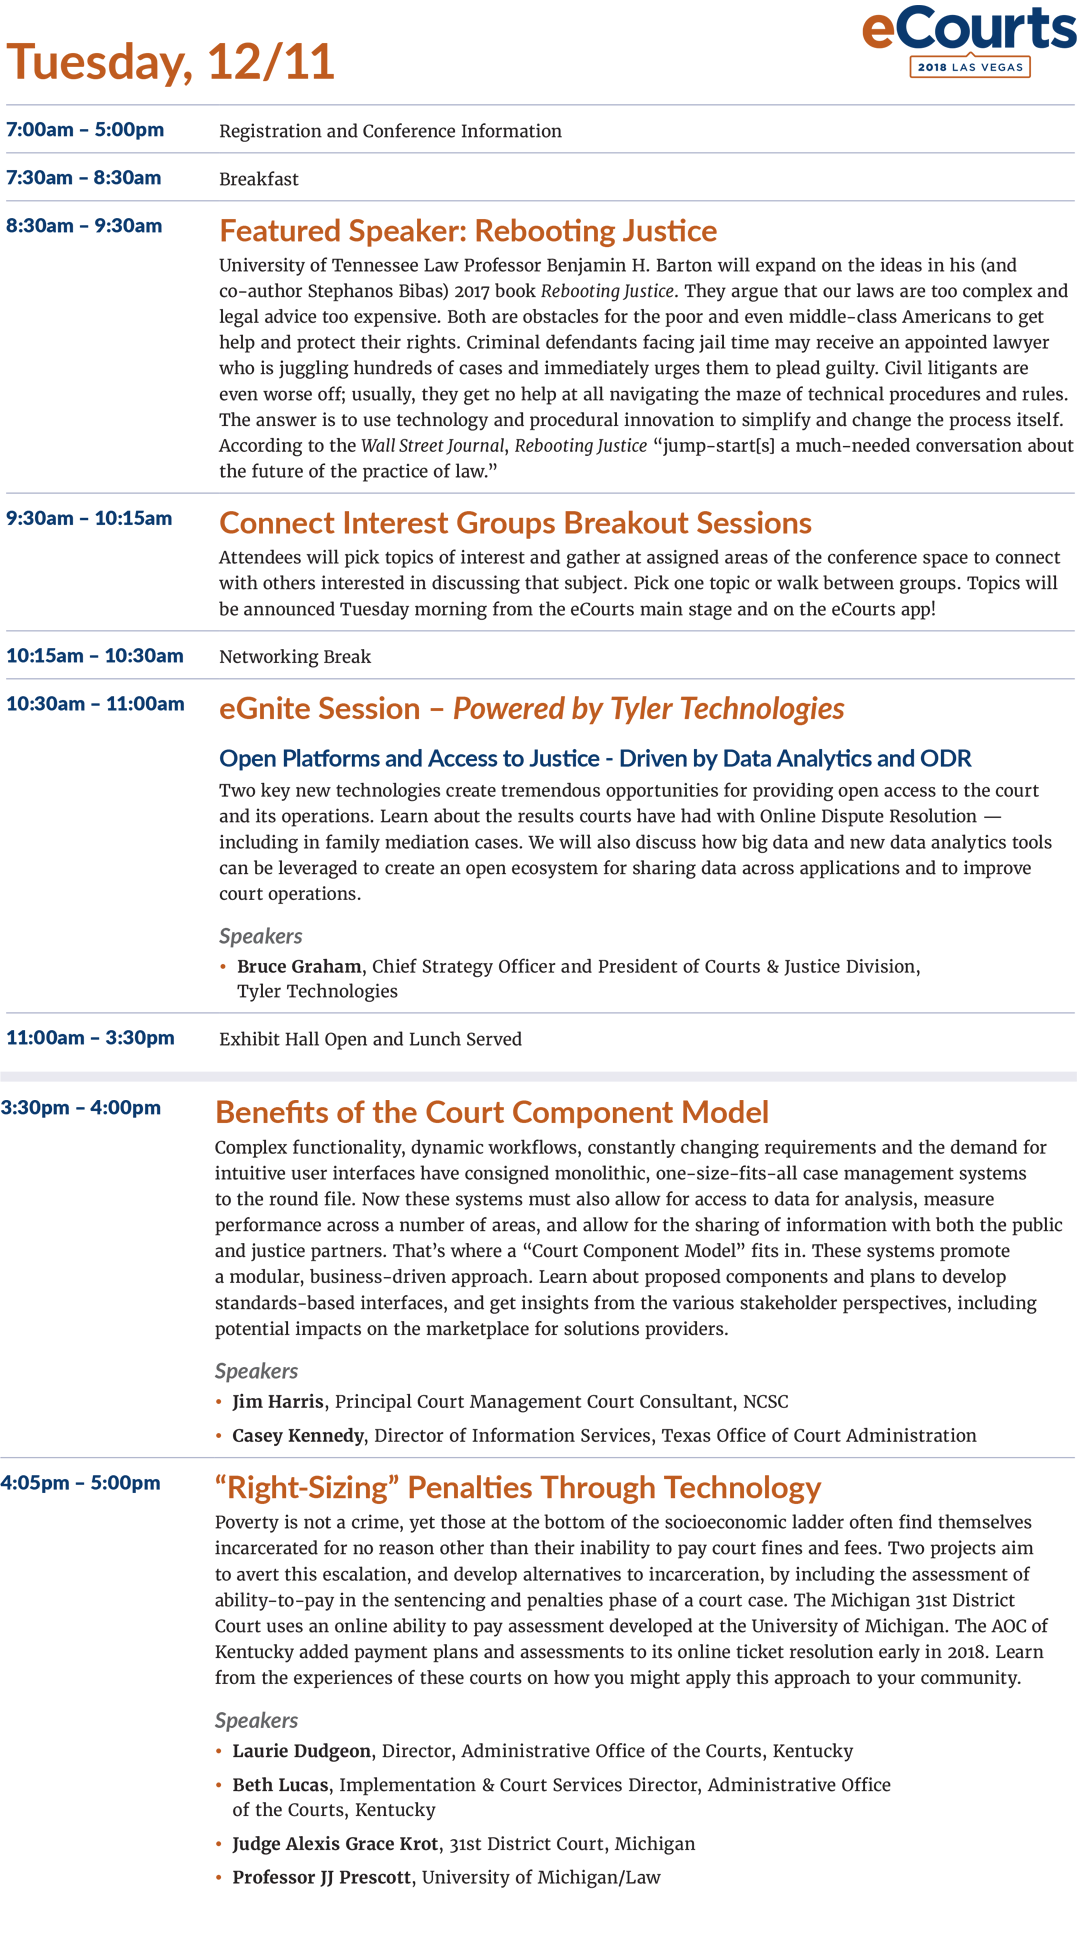 eCourts
2018 LAS VEGAS
Tuesday, 12/11
7:00am – 5:00pm
Registration and Conference Information
7:30am – 8:30am
Breakfast
8:30am – 9:30am
Featured Speaker: Rebooting Justice
University of Tennessee Law Professor Benjamin H. Barton will expand on the ideas in his (and
co-author Stephanos Bibas) 2017 book Rebooting Justice. They argue that our laws are too complex and
legal advice too expensive. Both are obstacles for the poor and even middle-class Americans to get
help and protect their rights. Criminal defendants facing jail time may receive an appointed lawyer
who is juggling hundreds of cases and immediately urges them to plead guilty. Civil litigants are
even worse off; usually, they get no help at all navigating the maze of technical procedures and rules.
The answer is to use technology and procedural innovation to simplify and change the process itself.
According to the Wall Street Journal, Rebooting Justice “jump-start[s] a much-needed conversation about
the future of the practice of law.”
9:30am – 10:15am
Connect Interest Groups Breakout Sessions
Attendees will pick topics of interest and gather at assigned areas of the conference space to connect
with others interested in discussing that subject. Pick one topic or walk between groups. Topics will
be announced Tuesday morning from the eCourts main stage and on the eCourts app!
10:15am – 10:30am
Networking Break
10:30am – 11:00am
eGnite Session – Powered by Tyler Technologies
Open Platforms and Access to Justice - Driven by Data Analytics and ODR
Two key new technologies create tremendous opportunities for providing open access to the court
and its operations. Learn about the results courts have had with Online Dispute Resolution —
including in family mediation cases. We will also discuss how big data and new data analytics tools
can be leveraged to create an open ecosystem for sharing data across applications and to improve
court operations.
Speakers
• Bruce Graham, Chief Strategy Officer and President of Courts & Justice Division,
Tyler Technologies
11:00am – 3:30pm
Exhibit Hall Open and Lunch Served
3:30pm – 4:00pm
Benefits of the Court Component Model
Complex functionality, dynamic workflows, constantly changing requirements and the demand for
intuitive user interfaces have consigned monolithic, one-size-fits-all case management systems
to the round file. Now these systems must also allow for access to data for analysis, measure
performance across a number of areas, and allow for the sharing of information with both the public
and justice partners. That’s where a “Court Component Model” fits in. These systems promote
a modular, business-driven approach. Learn about proposed components and plans to develop
standards-based interfaces, and get insights from the various stakeholder perspectives, including
potential impacts on the marketplace for solutions providers.
Speakers
• Jim Harris, Principal Court Management Court Consultant, NCSC
• Casey Kennedy, Director of Information Services, Texas Office of Court Administration
4:05pm – 5:00pm
“Right-Sizing” Penalties Through Technology
Poverty is not a crime, yet those at the bottom of the socioeconomic ladder often find themselves
incarcerated for no reason other than their inability to pay court fines and fees. Two projects aim
to avert this escalation, and develop alternatives to incarceration, by including the assessment of
ability-to-pay in the sentencing and penalties phase of a court case. The Michigan 31st District
Court uses an online ability to pay assessment developed at the University of Michigan. The AOC of
Kentucky added payment plans and assessments to its online ticket resolution early in 2018. Learn
from the experiences of these courts on how you might apply this approach to your community.
Speakers
• Laurie Dudgeon, Director, Administrative Office of the Courts, Kentucky
• Beth Lucas, Implementation & Court Services Director, Administrative Office
of the Courts, Kentucky
• Judge Alexis Grace Krot, 31st District Court, Michigan
• Professor JJ Prescott, University of Michigan/Law